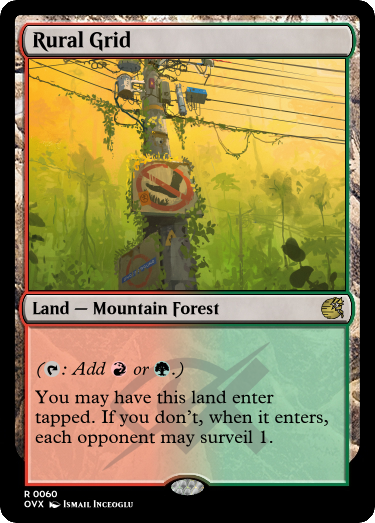 Rural Grid
Land — Mountain Forest
(T: Add R or G.)
You may have this land enter
tapped. If you don't, when it enters,
each opponent may surveil 1.
R 0060
OVX Ismail Inceoglu